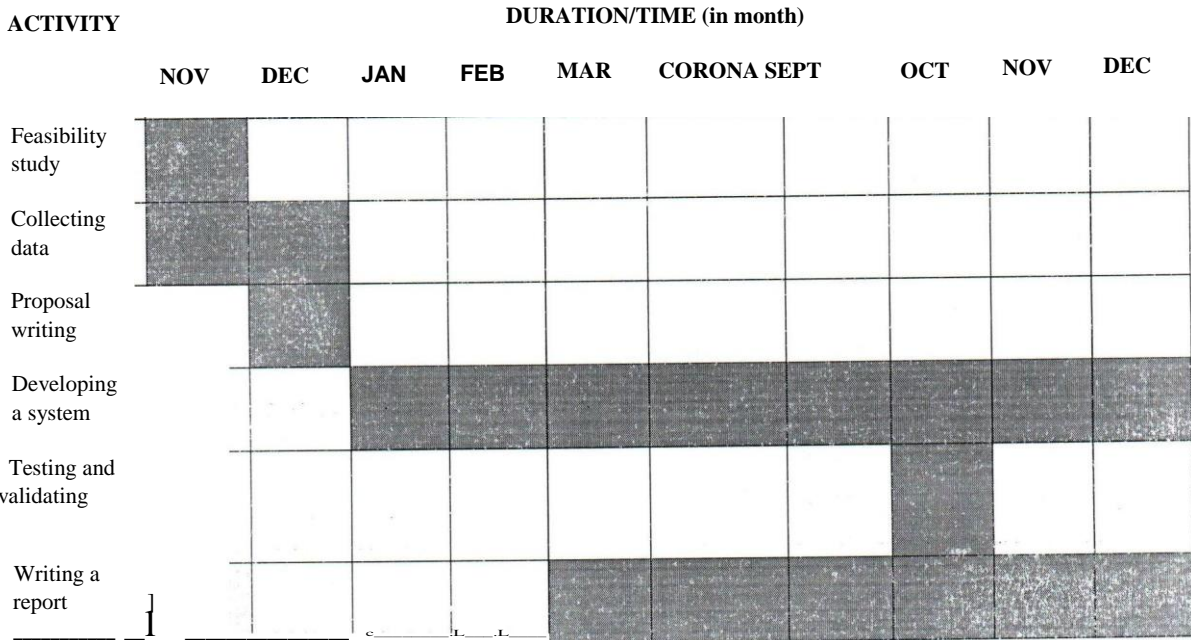 ACTIVITY
DURATION/TIME (in month)
NOV DEC JAN FEB MAR CORONA SEPT OCT NOV DEC
Feasibility
study
Collecting
data
Proposal
writing
Developing
a system
Testing and
validating
Writing a
report